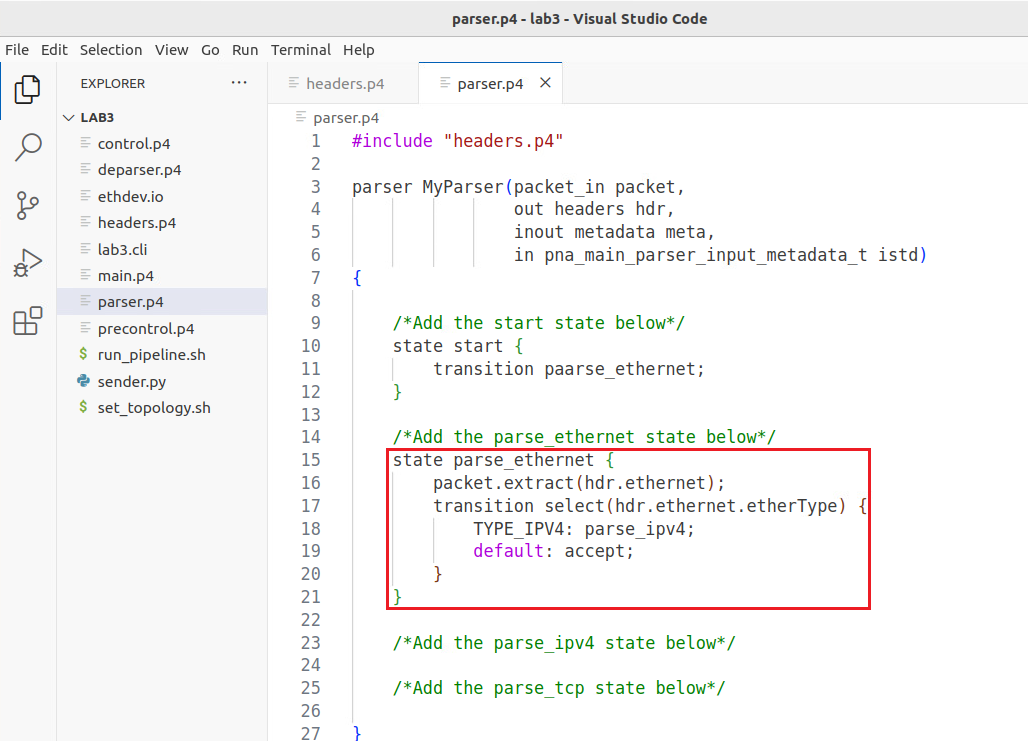 parser.p4 - lab3 - Visual Studio Code
File Edit Selection View Go Run Terminal Help
EXPLORER ...
LAB3
control.p4
deparser.p4
ethdev.io
headers.p4
lab3.cli
main.p4
parser.p4
precontrol.p4
$ run_pipeline.sh
sender.py
$ set_topology.sh
headers.p4 parser.p4
parser.p4
1 #include "headers.p4"
2
3 parser MyParser(packet_in packet,
4 out headers hdr,
5 inout metadata meta,
6 in pna_main_parser_input_metadata_t istd)
7 {
8
9 /*Add the start state below*/
10 state start {
11 transition paarse_ethernet;
12 }
13
14 /*Add the parse_ethernet state below*/
15 state parse_ethernet {
16 packet.extract(hdr.ethernet);
17 transition select(hdr.ethernet.etherType) {
18 TYPE_IPV4: parse_ipv4;
19 default: accept;
20 }
21 }
22
23 /*Add the parse_ipv4 state below*/
24
25 /*Add the parse_tcp state below*/
26
27 }